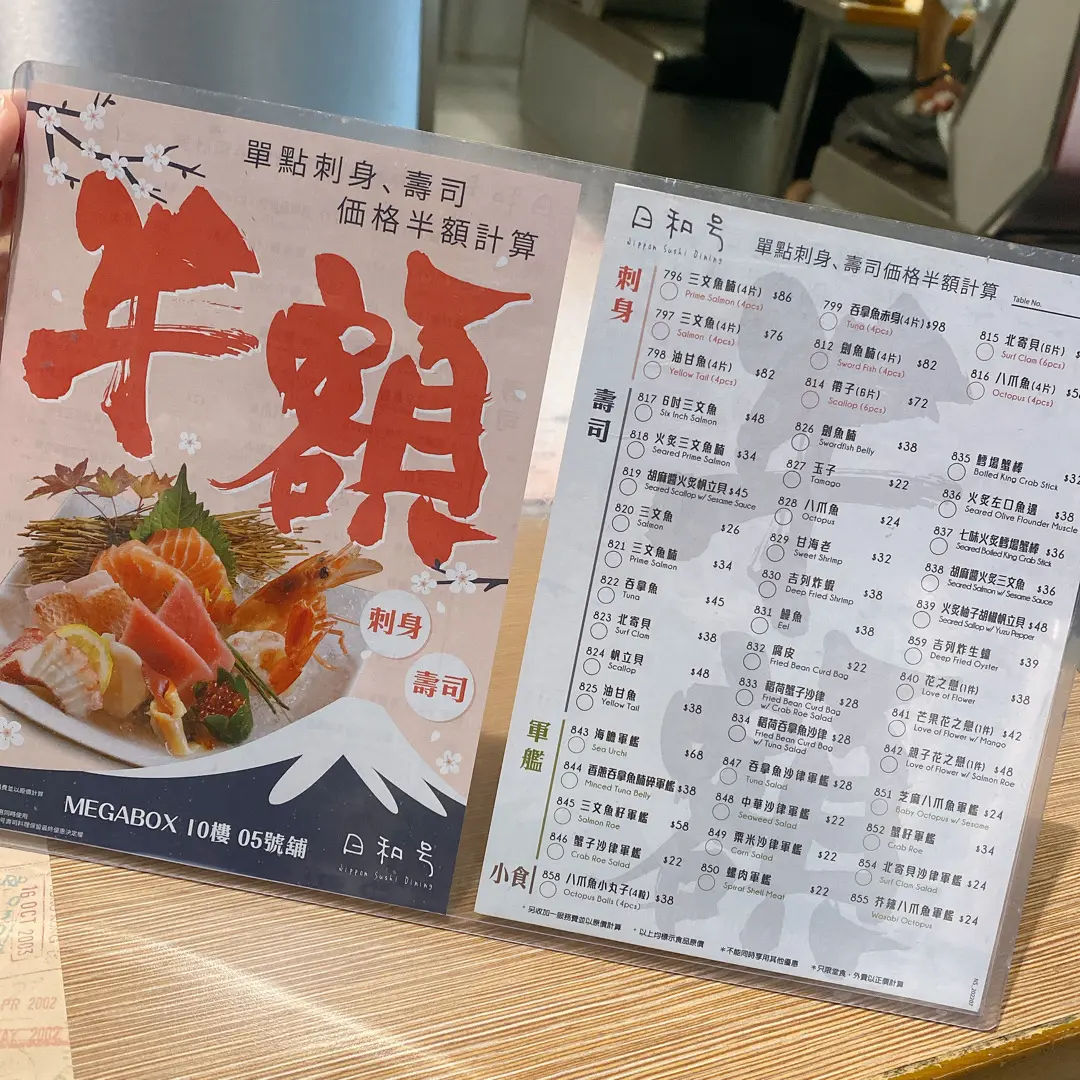 單點刺身、壽司
價格半額計算
半額
刺身
壽司
MEGABOX 10樓 05號舖
日和号
Jippon Sushi Dining
日和号
Jippon Sushi Dining
單點刺身、壽司價格半額計算
Table No.
刺身
796 三文魚腩(4片) $86
Prime Salmon (4pcs)
797 三文魚(4片) $76
Salmon (4pcs)
798 油甘魚(4片) $82
Yellow Tail (4pcs)
799 吞拿魚赤身(4片) $98
Tuna (4pcs)
812 劍魚腩(4片) $82
Sword Fish (4pcs)
814 帶子(6片) $72
Scallop (6pcs)
815 北寄貝(6片)
Surf Clam (6pcs)
816 八爪魚(4片)
Octopus (4pcs)
壽司
817 6吋三文魚 $48
Six Inch Salmon
818 火炙三文魚腩 $34
Seared Prime Salmon
819 胡麻醬火炙帆立貝 $45
Seared Scallop w/ Sesame Sauce
820 三文魚 $26
Salmon
821 三文魚腩 $34
Prime Salmon
822 吞拿魚 $45
Tuna
823 北寄貝 $38
Surf Clam
824 帆立貝 $48
Scallop
825 油甘魚 $38
Yellow Tail
826 劍魚腩 $38
Swordfish Belly
827 玉子 $22
Tamago
828 八爪魚 $24
Octopus
829 甘海老 $32
Sweet Shrimp
830 吉列炸蝦 $38
Deep Fried Shrimp
831 鰻魚 $38
Eel
832 腐皮 $22
Fried Bean Curd Bag
833 稻荷蟹子沙律 $28
Fried Bean Curd Bag
w/ Crab Roe Salad
834 稻荷吞拿魚沙律 $28
Fried Bean Curd Bag
w/ Tuna Salad
835 鱈場蟹棒
Boiled King Crab Stick
836 火炙左口魚邊 $38
Seared Olive Flounder Muscle
837 七味火炙鱈場蟹棒 $36
Seared Boiled King Crab Stick
838 胡麻醬火炙三文魚 $36
Seared Salmon w/ Sesame Sauce
839 火炙柚子胡椒帆立貝 $48
Seared Sallop w/ Yuzu Pepper
859 吉列炸生蠔 $39
Deep Fried Oyster
840 花之戀(1件) $38
Love of Flower
841 芒果花之戀(1件) $42
Love of Flower w/ Mango
842 親子花之戀(1件) $48
Love of Flower w/ Salmon Roe
軍艦
843 海膽軍艦 $68
Sea Urchi
844 香蔥吞拿魚腩碎軍艦 $38
Minced Tuna Belly
845 三文魚籽軍艦 $58
Salmon Roe
846 蟹子沙律軍艦 $22
Crab Roe Salad
847 吞拿魚沙律軍艦 $28
Tuna Salad
848 中華沙律軍艦 $22
Seaweed Salad
849 粟米沙律軍艦 $22
Corn Salad
850 螺肉軍艦 $22
Spiral Shell Meat
851 芝麻八爪魚軍艦 $24
Baby Octopus w/ Sesame
852 蟹籽軍艦 $34
Crab Roe
854 北寄貝沙律軍艦 $24
Surf Clam Salad
855 芥辣八爪魚軍艦 $24
Wasabi Octopus
小食
858 八爪魚小丸子(4粒) $38
Octopus Balls (4pcs)
*另收加一服務費並以原價計算 *以上均標示食品原價 *不能同時享用其他優惠 *只限堂食，外賣以正價計算
16 OCT 2003
APR 2002